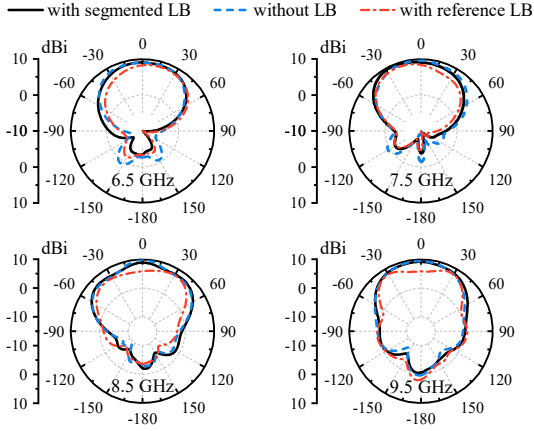 with segmented LB without LB with reference LB
dBi 0 dBi 0
10 -30 30 10 -30 30
0 -60 60 0 -60 60
-10 90 -10 90
0 -120 6.5 GHz 120 0 -120 7.5 GHz 120
10 -150 150 10 -150 150
-180 -180
dBi 0 dBi 0
10 -30 30 10 -30 30
0 -60 60 0 -60 60
-10 90 10 90
0 -120 8.5 GHz 120 0 -120 9.5 GHz 120
10 -150 150 10 -150 150
-180 -180